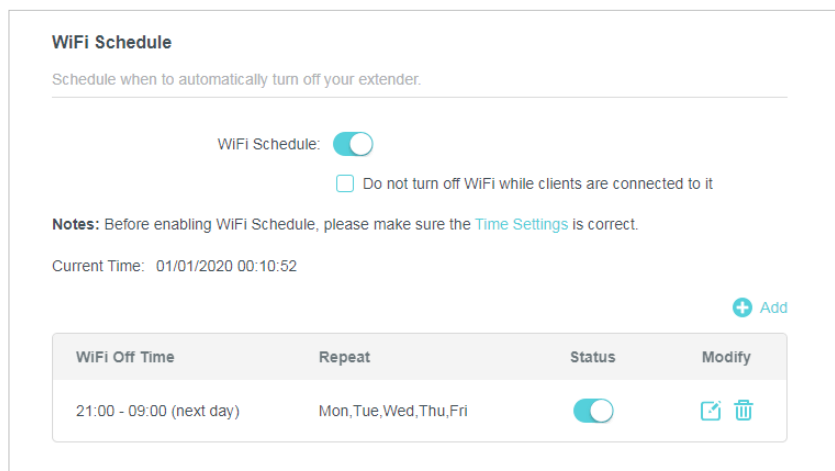 WiFi Schedule
Schedule when to automatically turn off your extender.
WiFi Schedule:
Do not turn off WiFi while clients are connected to it
Notes: Before enabling WiFi Schedule, please make sure the Time Settings is correct.
Current Time: 01/01/2020 00:10:52
Add
WiFi Off Time Repeat Status Modify
21:00 - 09:00 (next day) Mon,Tue,Wed,Thu,Fri